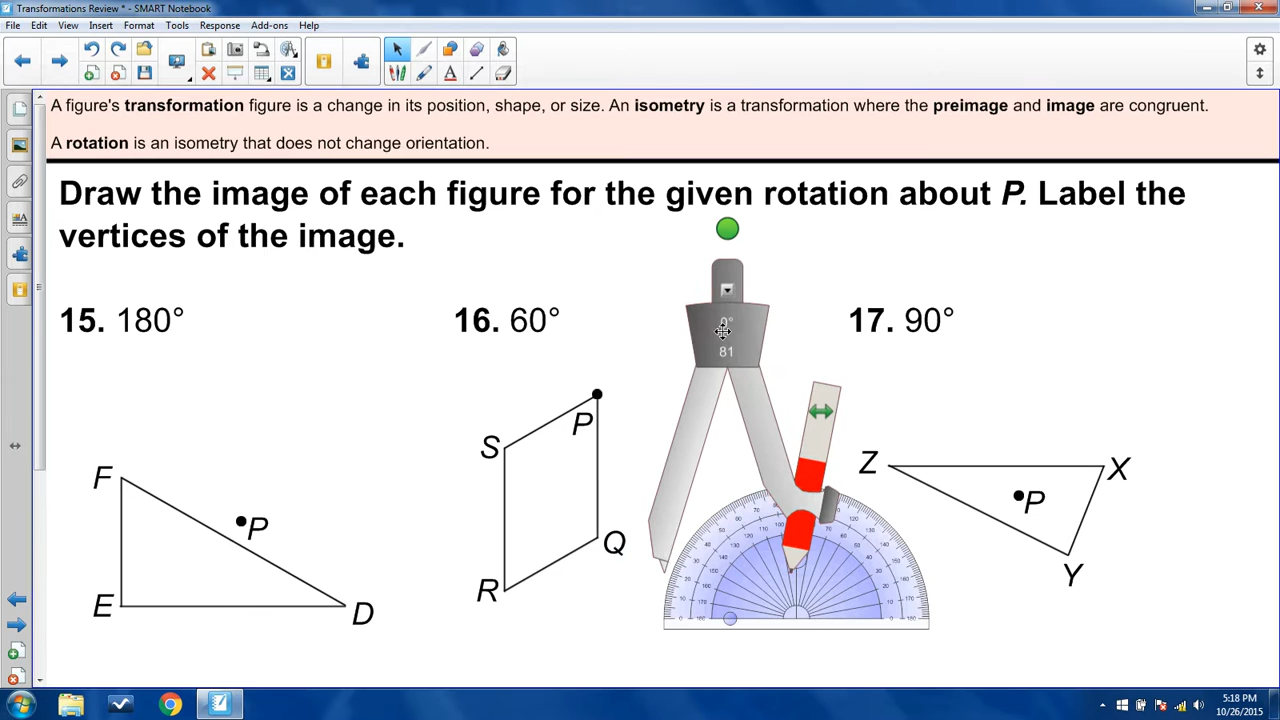 Transformations Review * - SMART Notebook
File Edit View Insert Format Tools Response Add-ons Help
A figure's transformation figure is a change in its position, shape, or size. An isometry is a transformation where the preimage and image are congruent.
A rotation is an isometry that does not change orientation.
Draw the image of each figure for the given rotation about P. Label the
vertices of the image.
15. 180° 16. 60° 17. 90°
0°
81
F
P
E
D
S
P
Q
R
Z
X
P
Y
5:18 PM
10/26/2015